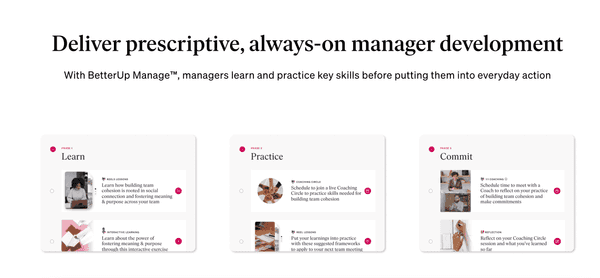 Deliver prescriptive, always-on manager development
With BetterUp Manage™, managers learn and practice key skills before putting them into everyday action
PHASE 1
Learn
REEL LESSONS
Learn how building team
cohesion is rooted in social
connection and fostering meaning
& purpose across your team
INTERACTIVE LEARNING
Learn about the power of
fostering meaning & purpose
through this interactive exercise
PHASE 2
Practice
COACHING CIRCLE
Schedule to join a live Coaching
Circle to practice skills needed for
building team cohesion
REEL LESSON
Put your learnings into practice
with these suggested frameworks
to apply to your next team meeting
Commit
1:1 COACHING
Schedule time to meet with a
Coach to reflect on your practice
of building team cohesion and
make commitments
REFLECTION
Reflect on your Coaching Circle
session and what you've learned
so far